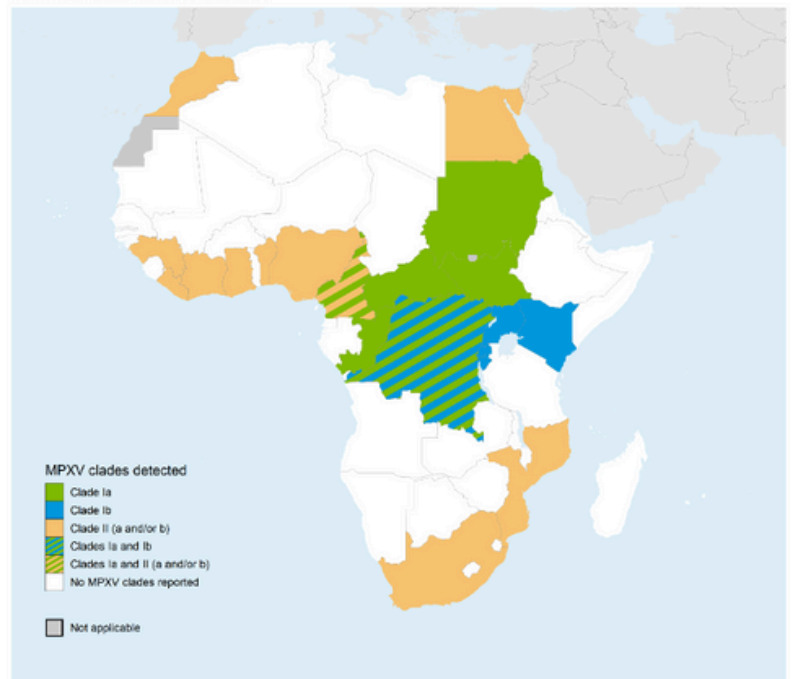 MPXV clades detected
Clade Ia
Clade Ib
Clade II (a and/or b)
Clades Ia and Ib
Clades Ia and II (a and/or b)
No MPXV clades reported
Not applicable